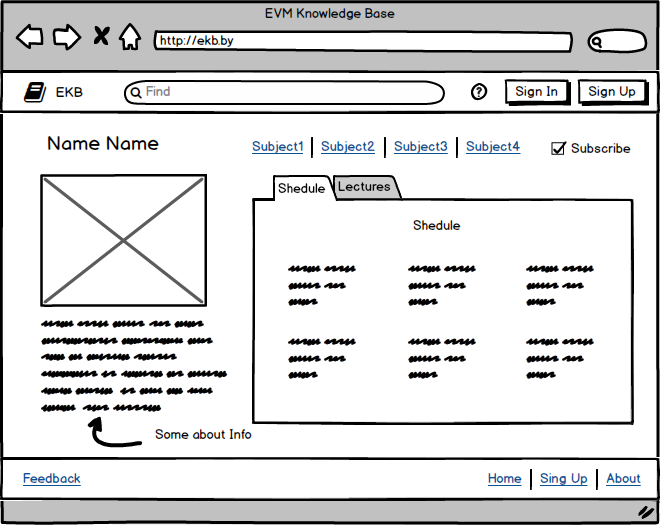 EVM Knowledge Base
http://ekb.by
EKB
Find
?
Sign In
Sign Up
Name Name
Subject1
Subject2
Subject3
Subject4
Subscribe
Shedule
Lectures
Shedule
Some about Info
Feedback
Home
Sing Up
About